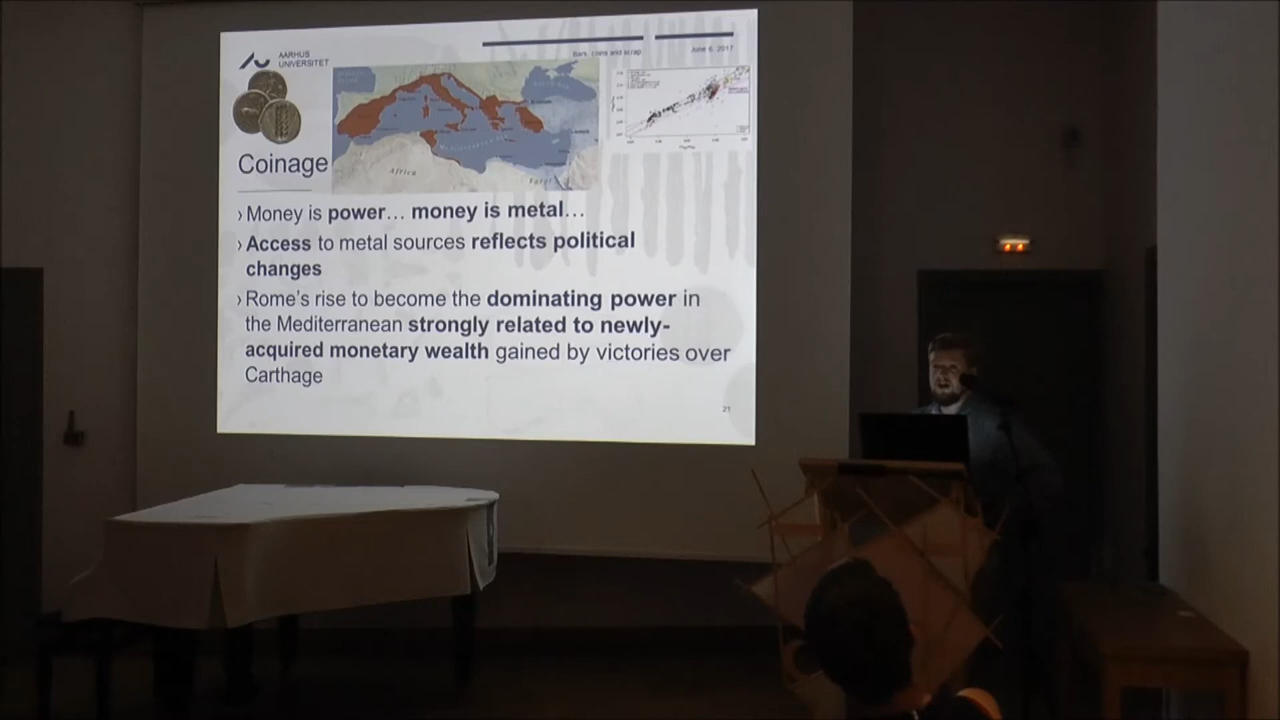 AARHUS
UNIVERSITET
Bars, coins and scrap
June 6, 2017
Africa
Coinage
› Money is power… money is metal…
› Access to metal sources reflects political
changes
› Rome's rise to become the dominating power in
the Mediterranean strongly related to newly-
acquired monetary wealth gained by victories over
Carthage
21